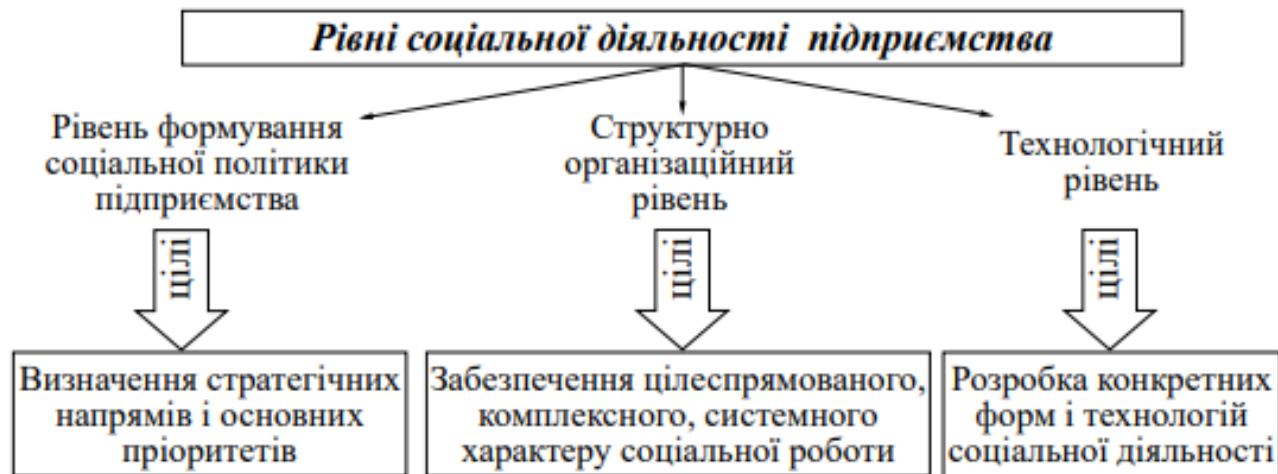 Рівні соціальної діяльності підприємства
Рівень формування
соціальної політики
підприємства
Структурно
організаційний
рівень
Технологічний
рівень
цілі
цілі
цілі
Визначення стратегічних
напрямів і основних
пріоритетів
Забезпечення цілеспрямованого,
комплексного, системного
характеру соціальної роботи
Розробка конкретних
форм і технологій
соціальної діяльності